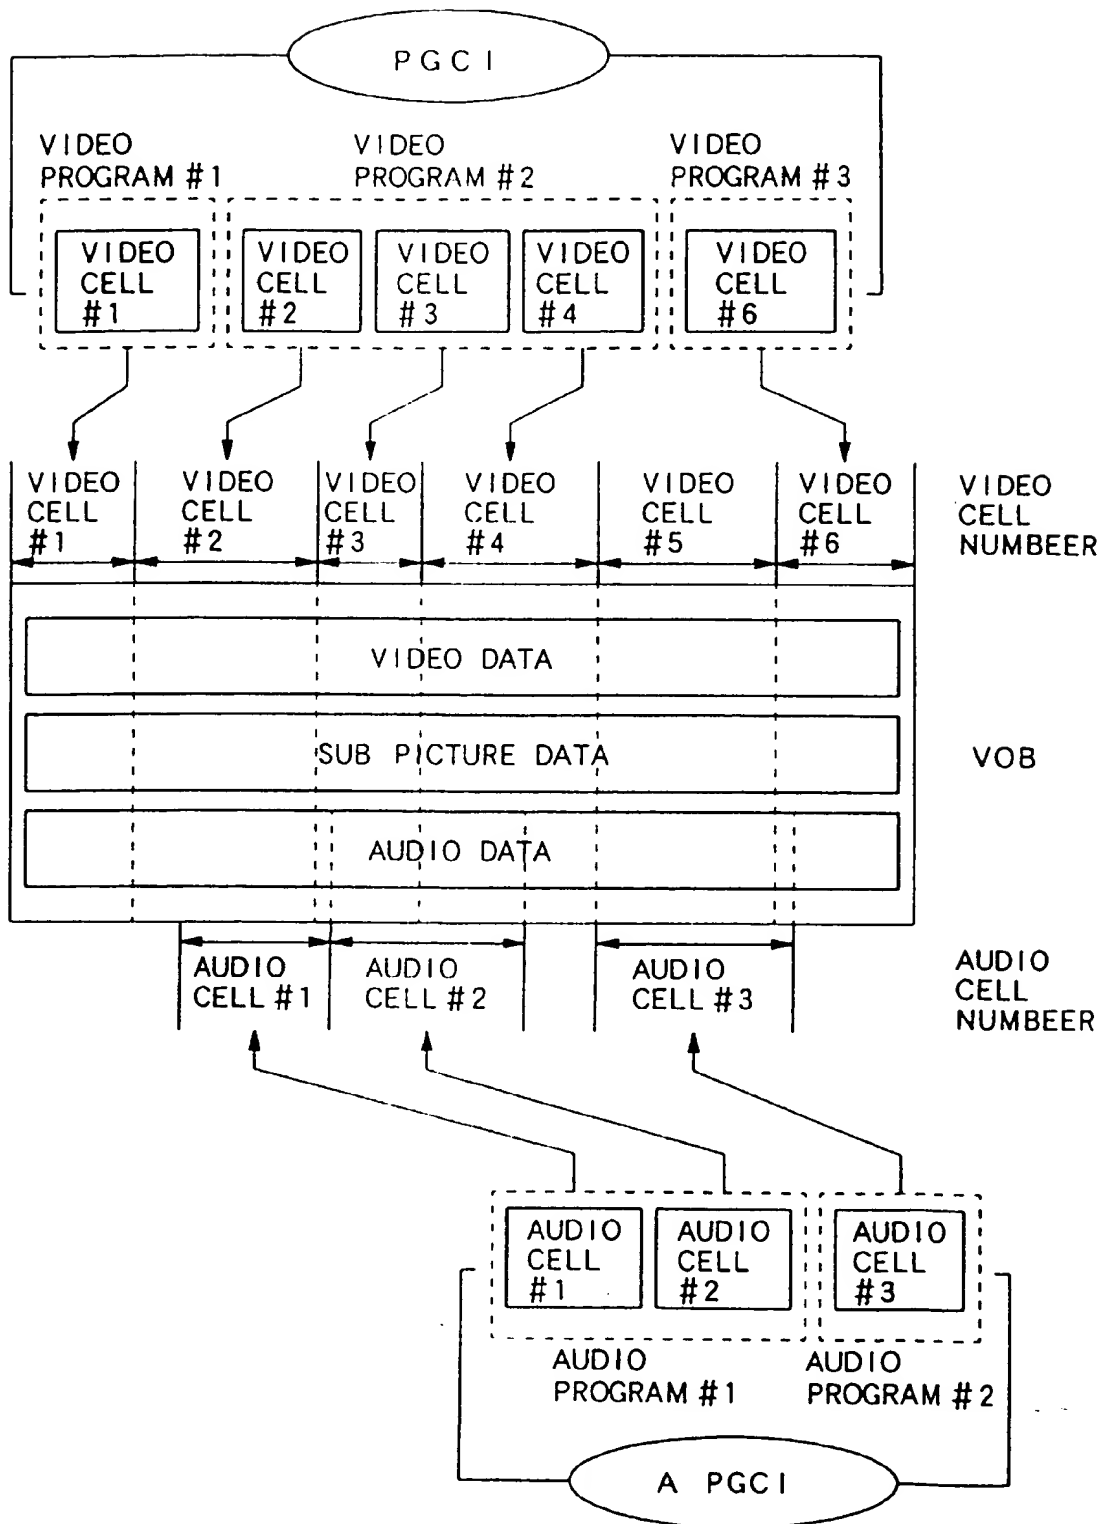 PGCI
VIDEO
PROGRAM #1
VIDEO
PROGRAM #2
VIDEO
PROGRAM #3
VIDEO
CELL
#1
VIDEO
CELL
#2
VIDEO
CELL
#3
VIDEO
CELL
#4
VIDEO
CELL
#6
VIDEO
CELL
#1
VIDEO
CELL
#2
VIDEO
CELL
#3
VIDEO
CELL
#4
VIDEO
CELL
#5
VIDEO
CELL
#6
VIDEO
CELL
NUMBEER
VIDEO DATA
SUB PICTURE DATA
VOB
AUDIO DATA
AUDIO
CELL #1
AUDIO
CELL #2
AUDIO
CELL #3
AUDIO
CELL
NUMBEER
AUDIO
CELL
#1
AUDIO
CELL
#2
AUDIO
CELL
#3
AUDIO
PROGRAM #1
AUDIO
PROGRAM #2
A PGCI